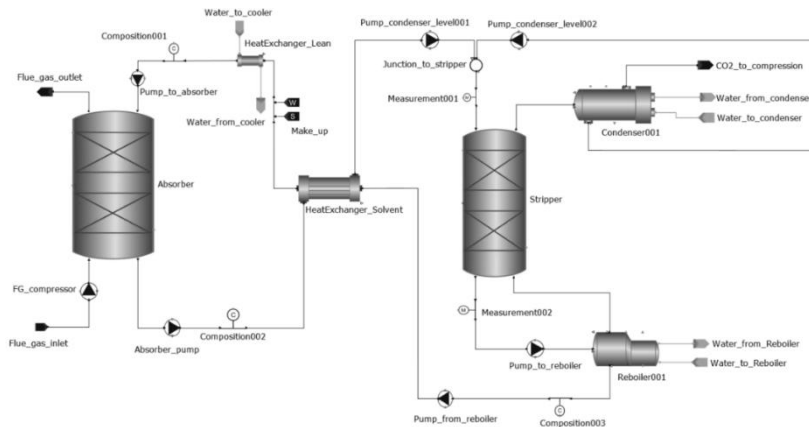 Water_to_cooler
Pump_condenser_level001
Pump_condenser_level002
Composition001
C
HeatExchanger_Lean
Flue_gas_outlet
Junction_to_stripper
CO2_to_compression
Pump_to_absorber
Measurement001
M
Water_from_condense
W
Water_from_cooler
S
Make_up
Water_to_condenser
Condenser001
Absorber
Stripper
HeatExchanger_Solvent
FG_compressor
C
M
Measurement002
Flue_gas_inlet
Composition002
Absorber_pump
Water_from_Reboiler
Pump_to_reboiler
Water_to_Reboiler
Reboiler001
C
Pump_from_reboiler
Composition003